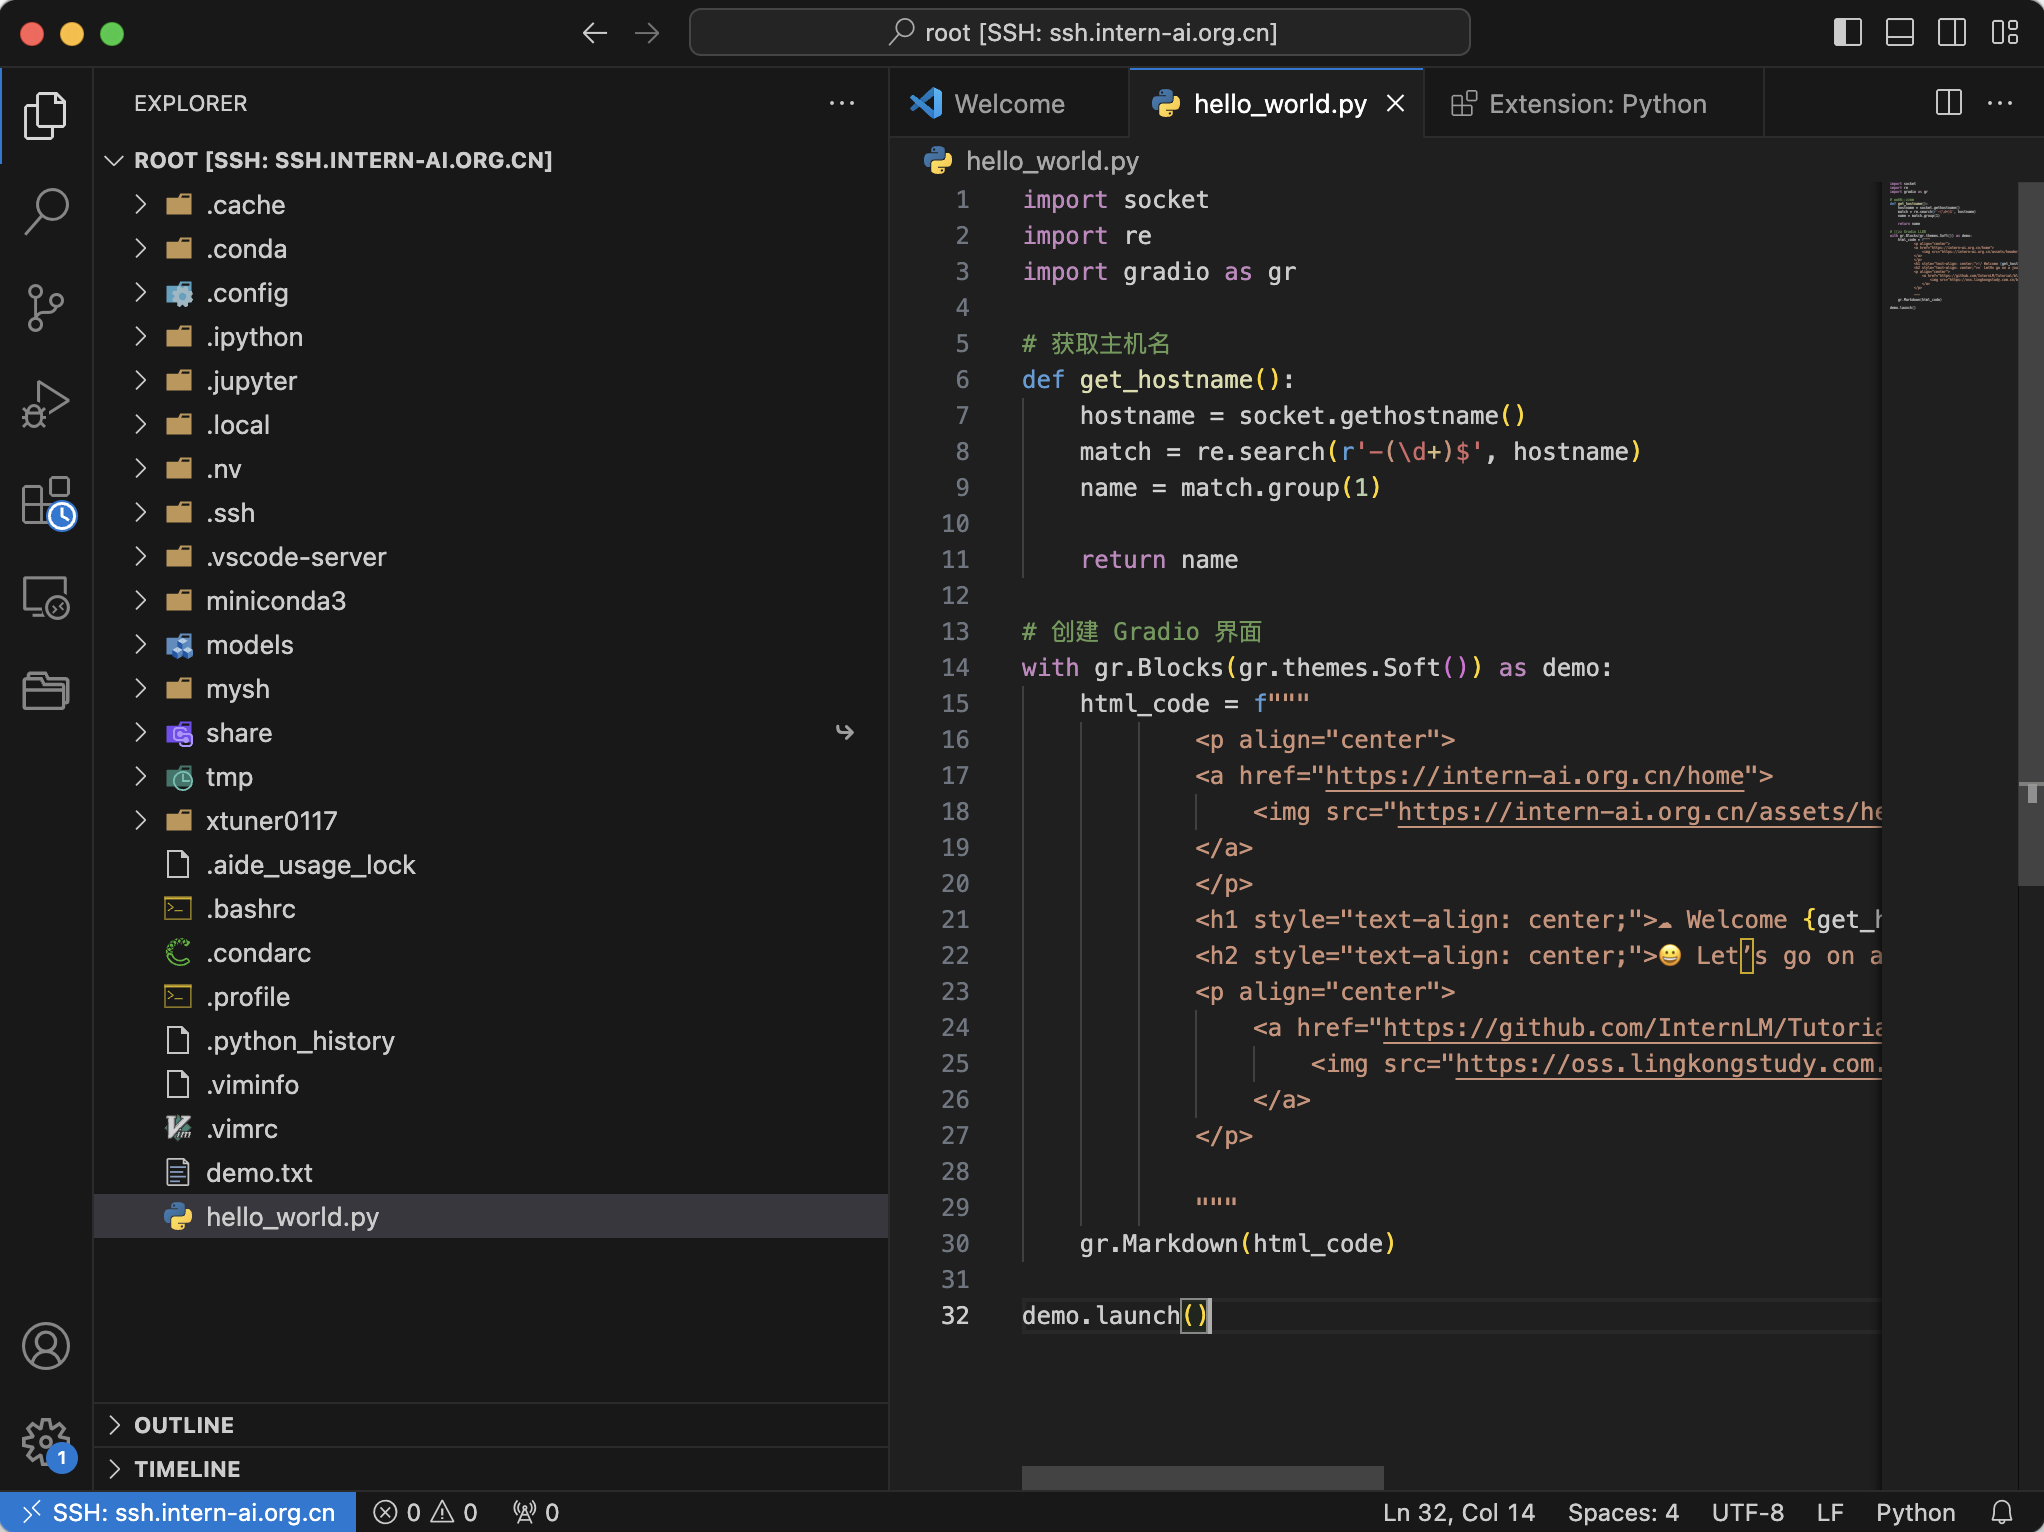 root [SSH: ssh.intern-ai.org.cn]
EXPLORER
ROOT [SSH: SSH.INTERN-AI.ORG.CN]
.cache
.conda
.config
.ipython
.jupyter
.local
.nv
.ssh
.vscode-server
miniconda3
models
mysh
share
tmp
xtuner0117
.aide_usage_lock
.bashrc
.condarc
.profile
.python_history
.viminfo
.vimrc
demo.txt
hello_world.py
OUTLINE
TIMELINE
1
Welcome
hello_world.py
Extension: Python
hello_world.py
1 import socket
2 import re
3 import gradio as gr
4
5 # 获取主机名
6 def get_hostname():
7 hostname = socket.gethostname()
8 match = re.search(r'-(\d+)$', hostname)
9 name = match.group(1)
10
11 return name
12
13 # 创建 Gradio 界面
14 with gr.Blocks(gr.themes.Soft()) as demo:
15 html_code = f"""
16 <p align="center">
17 <a href="https://intern-ai.org.cn/home">
18 <img src="https://intern-ai.org.cn/assets/he
19 </a>
20 </p>
21 <h1 style="text-align: center;">☁️ Welcome {get_h
22 <h2 style="text-align: center;">😀 Let’s go on a
23 <p align="center">
24 <a href="https://github.com/InternLM/Tutoria
25 <img src="https://oss.lingkongstudy.com.
26 </a>
27 </p>
28
29 """
30 gr.Markdown(html_code)
31
32 demo.launch()
SSH: ssh.intern-ai.org.cn 0 0 0 Ln 32, Col 14 Spaces: 4 UTF-8 LF Python